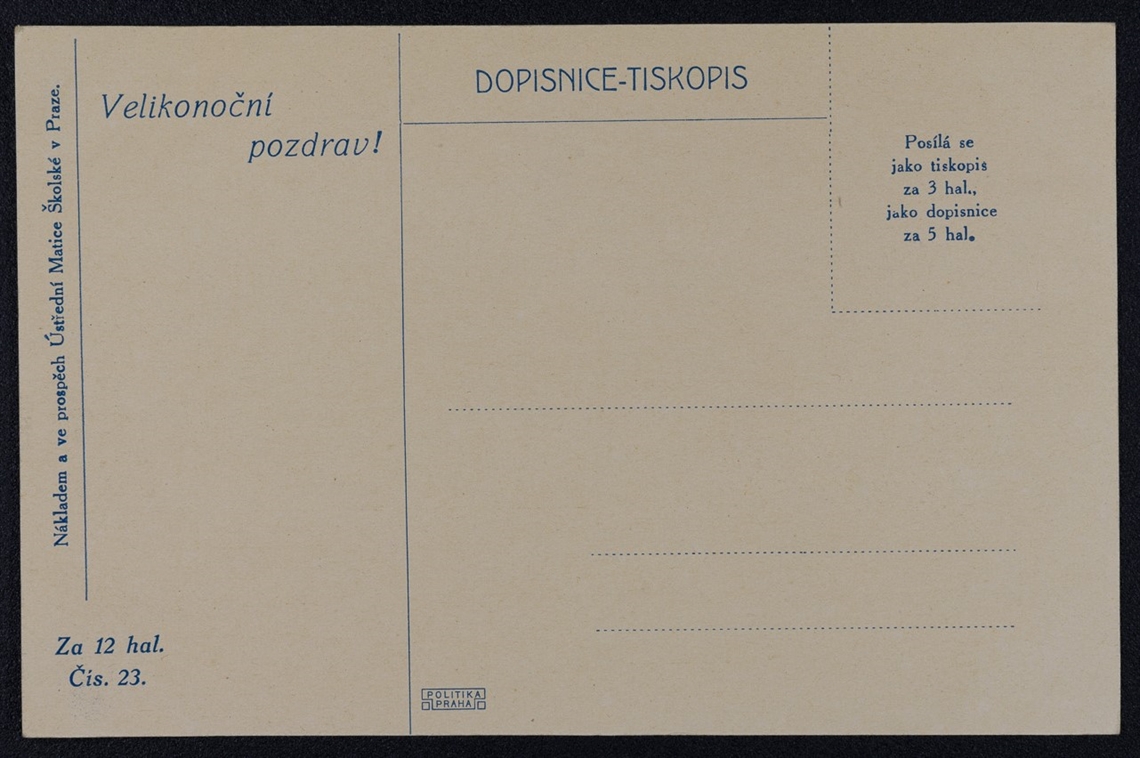 Nákladem a ve prospěch Ústřední Matice Školské v Praze.
Velikonoční
pozdrav!
Za 12 hal.
Čís. 23.
DOPISNICE-TISKOPIS
Posílá se
jako tiskopis
za 3 hal.,
jako dopisnice
za 5 hal.
POLITIKA
PRAHA